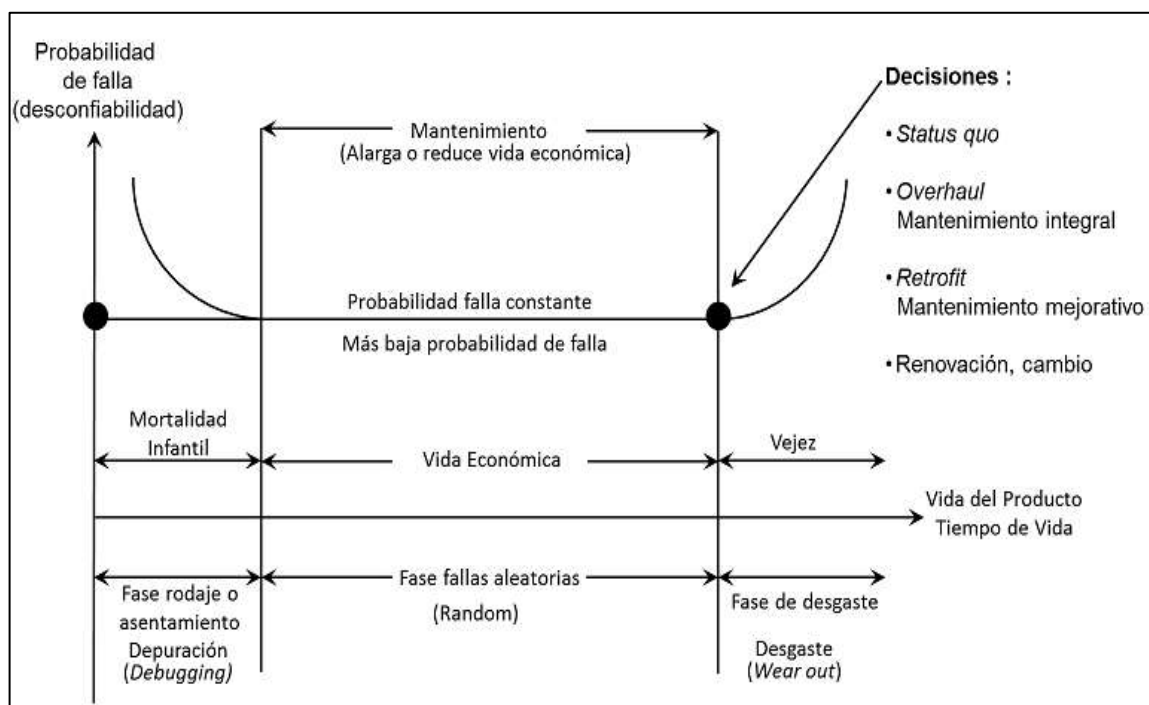 Probabilidad
de falla
(desconfiabilidad)
Mantenimiento
(Alarga o reduce vida económica)
Decisiones :
•Status quo
•Overhaul
Mantenimiento integral
•Retrofit
Mantenimiento mejorativo
•Renovación, cambio
Probabilidad falla constante
Más baja probabilidad de falla
Mortalidad
Infantil
Vida Económica
Vejez
Vida del Producto
Tiempo de Vida
Fase rodaje o
asentamiento
Depuración
(Debugging)
Fase fallas aleatorias
(Random)
Fase de desgaste
Desgaste
(Wear out)